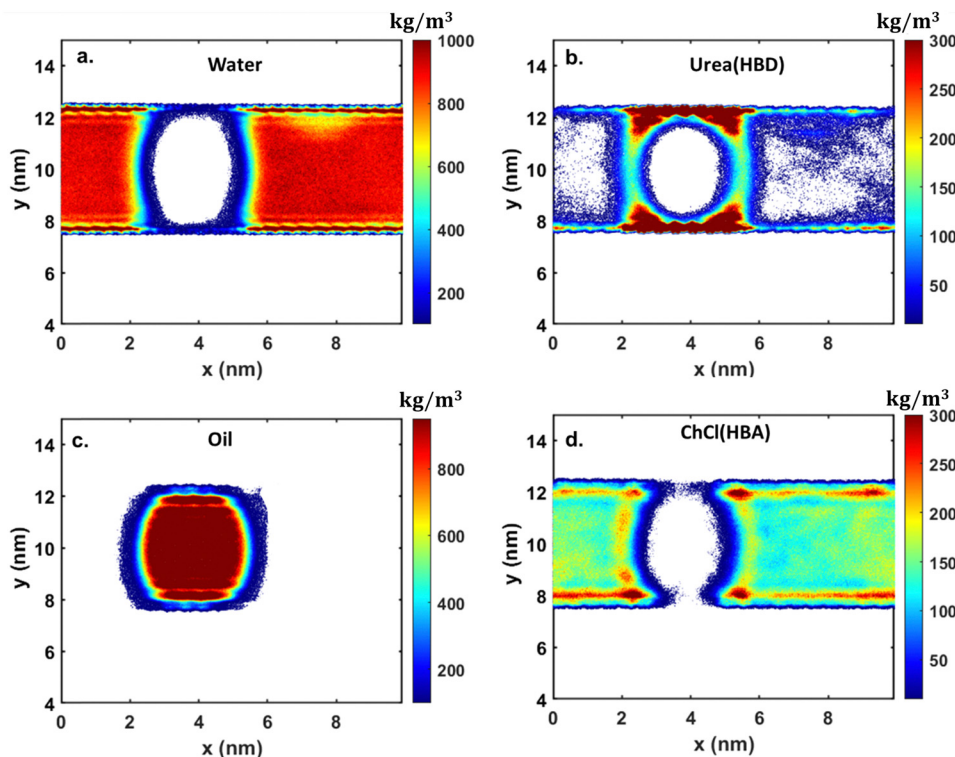 kg/m³
a.
Water
14
12
10
8
6
4
y (nm)
0 2 4 6 8
x (nm)
1000
800
600
400
200
kg/m³
b.
Urea(HBD)
14
12
10
8
6
4
y (nm)
0 2 4 6 8
x (nm)
300
250
200
150
100
50
kg/m³
c.
Oil
14
12
10
8
6
4
y (nm)
0 2 4 6 8
x (nm)
800
600
400
200
kg/m³
d.
ChCl(HBA)
14
12
10
8
6
4
y (nm)
0 2 4 6 8
x (nm)
300
250
200
150
100
50